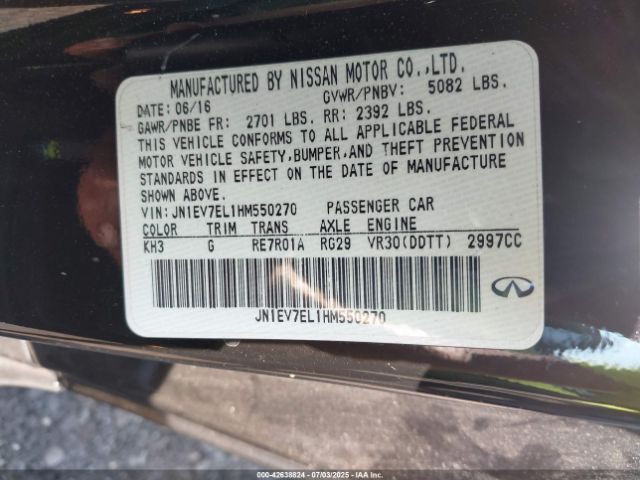 MANUFACTURED BY NISSAN MOTOR CO.,LTD.
DATE: 06/16 GVWR/PNBV: 5082 LBS.
GAWR/PNBE FR: 2701 LBS. RR: 2392 LBS.
THIS VEHICLE CONFORMS TO ALL APPLICABLE FEDERAL
MOTOR VEHICLE SAFETY,BUMPER,AND THEFT PREVENTION
STANDARDS IN EFFECT ON THE DATE OF MANUFACTURE
SHOWN ABOVE.
VIN:JN1EV7EL1HM550270 PASSENGER CAR
COLOR TRIM TRANS AXLE ENGINE
KH3 G RE7R01A RG29 VR30(DDTT) 2997CC
JN1EV7EL1HM550270
000-42638824 | 07/03/2025 | IAA, Inc.